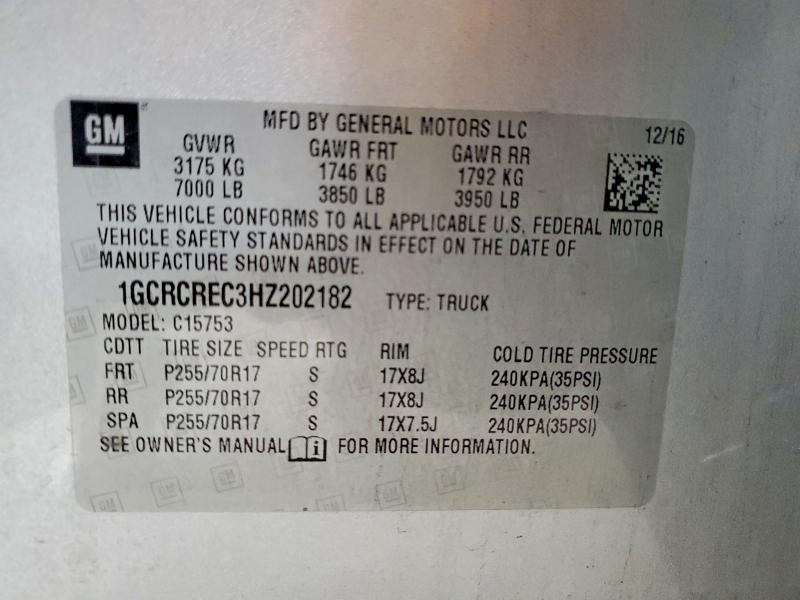 GM
MFD BY GENERAL MOTORS LLC
12/16
GVWR GAWR FRT GAWR RR
3175 KG 1746 KG 1792 KG
7000 LB 3850 LB 3950 LB
THIS VEHICLE CONFORMS TO ALL APPLICABLE U.S. FEDERAL MOTOR
VEHICLE SAFETY STANDARDS IN EFFECT ON THE DATE OF
MANUFACTURE SHOWN ABOVE.
1GCRCREC3HZ202182 TYPE: TRUCK
MODEL: C15753
CDTT TIRE SIZE SPEED RTG RIM COLD TIRE PRESSURE
FRT P255/70R17 S 17X8J 240KPA(35PSI)
RR P255/70R17 S 17X8J 240KPA(35PSI)
SPA P255/70R17 S 17X7.5J 240KPA(35PSI)
SEE OWNER'S MANUAL i FOR MORE INFORMATION.